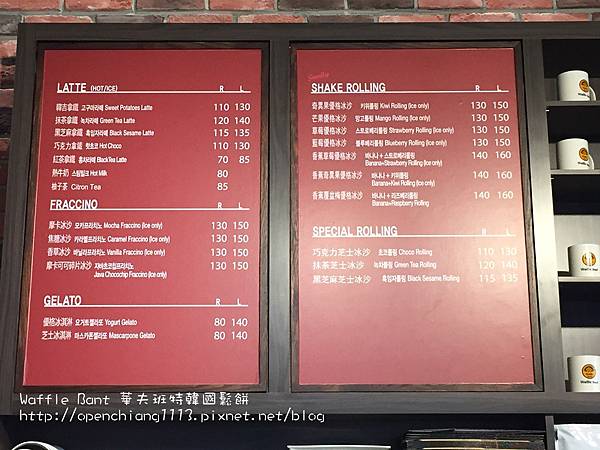 LATTE (HOT/ICE) R L
韓吉拿鐵 고구마라떼 Sweet Potatoes Latte 110 130
抹茶拿鐵 녹차라떼 Green Tea Latte 120 140
黑芝麻拿鐵 흑임자라떼 Black Sesame Latte 115 135
巧克力拿鐵 핫초코 Hot Choco 110 130
紅茶拿鐵 홍차라떼 Black Tea Latte 70 85
熱牛奶 스팀밀크 Hot Milk 80
柚子茶 Citron Tea 85
FRACCINO R L
摩卡冰沙 모카프라치노 Mocha Fraccino (ice only) 130 150
焦糖冰沙 카라멜프라치노 Caramel Fraccino (ice only) 130 150
香草冰沙 바닐라프라치노 Vanilla Fraccino (ice only) 130 150
摩卡可可碎片冰沙 자바초코칩프라치노 130 150
Java Chocochip Fraccino (ice only)
GELATO R L
優格冰淇淋 요거트젤라또 Yogurt Gelato 80 140
芝士冰淇淋 마스카폰젤라또 Mascarpone Gelato 80 140
SHAKE ROLLING R L
奇異果優格冰沙 키위롤링 Kiwi Rolling (ice only) 130 150
芒果優格冰沙 망고롤링 Mango Rolling (ice only) 130 150
草莓優格冰沙 스트로베리롤링 Strawberry Rolling (ice only) 130 150
藍莓優格冰沙 블루베리롤링 Blueberry Rolling (ice only) 130 150
香蕉草莓優格冰沙 바나나+스트로베리롤링 140 160
Banana+Strawberry Rolling (ice only)
香蕉奇異果優格冰沙 바나나+키위롤링 140 160
Banana+Kiwi Rolling (ice only)
香蕉覆盆莓優格冰沙 바나나+라즈베리롤링 140 160
Banana+Respberry Rolling
SPECIAL ROLLING R L
巧克力芝士冰沙 초코롤링 Choco Rolling 110 130
抹茶芝士冰沙 녹차롤링 Green Tea Rolling 120 140
黑芝麻芝士冰沙 흑임자롤링 Black Sesame Rolling 115 135
Waffle Bant 華夫班特韓國鬆餅
http://openchiang1113.pixnet.net/blog